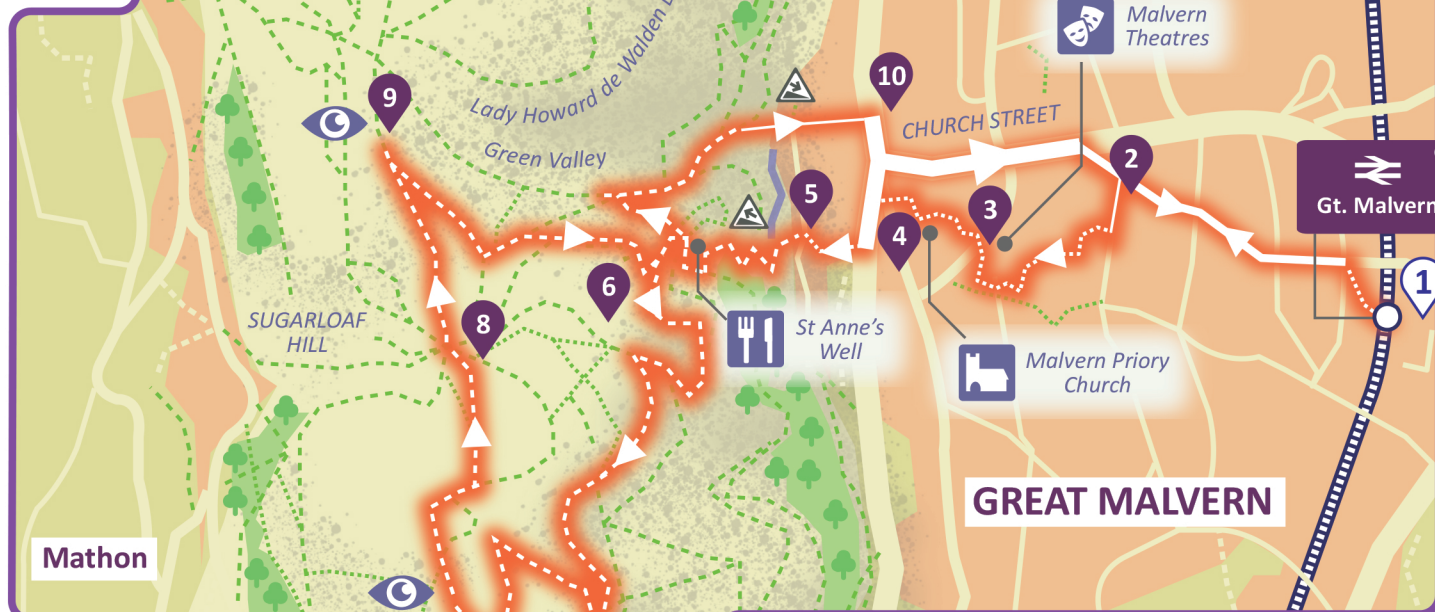 Malvern
Theatres
Lady Howard de Walden
10
9
CHURCH STREET
Green Valley
2
5
Gt. Malvern
3
4
1
6
8
SUGARLOAF
HILL
St Anne's
Well
Malvern Priory
Church
GREAT MALVERN
Mathon